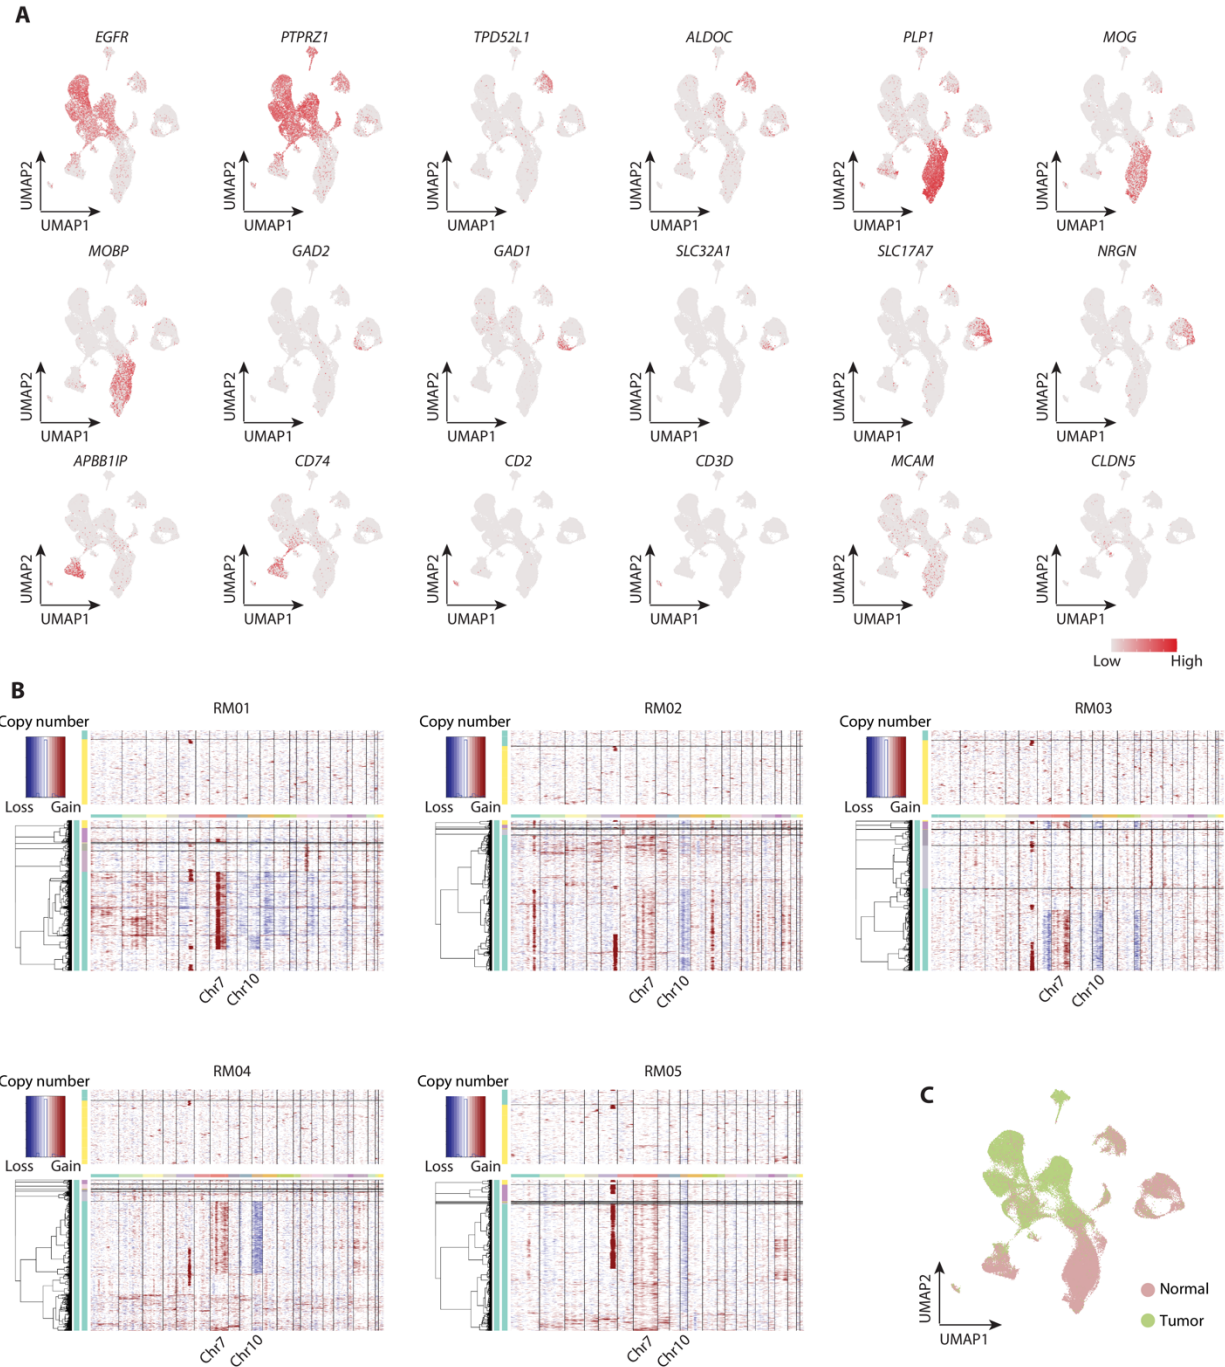 A
EGFR PTPRZ1 TPD52L1 ALDOC PLP1 MOG
UMAP2 UMAP2 UMAP2 UMAP2 UMAP2 UMAP2
UMAP1 UMAP1 UMAP1 UMAP1 UMAP1 UMAP1
MOBP GAD2 GAD1 SLC32A1 SLC17A7 NRGN
UMAP2 UMAP2 UMAP2 UMAP2 UMAP2 UMAP2
UMAP1 UMAP1 UMAP1 UMAP1 UMAP1 UMAP1
APBB1IP CD74 CD2 CD3D MCAM CLDN5
UMAP2 UMAP2 UMAP2 UMAP2 UMAP2 UMAP2
UMAP1 UMAP1 UMAP1 UMAP1 UMAP1 UMAP1
Low High
B
RM01 RM02 RM03
Copy number Copy number Copy number
Loss Gain Loss Gain Loss Gain
Chr7 Chr10 Chr7 Chr10 Chr7 Chr10
RM04 RM05
Copy number Copy number
Loss Gain Loss Gain
Chr7 Chr10 Chr7 Chr10
C
UMAP2
UMAP1
Normal
Tumor